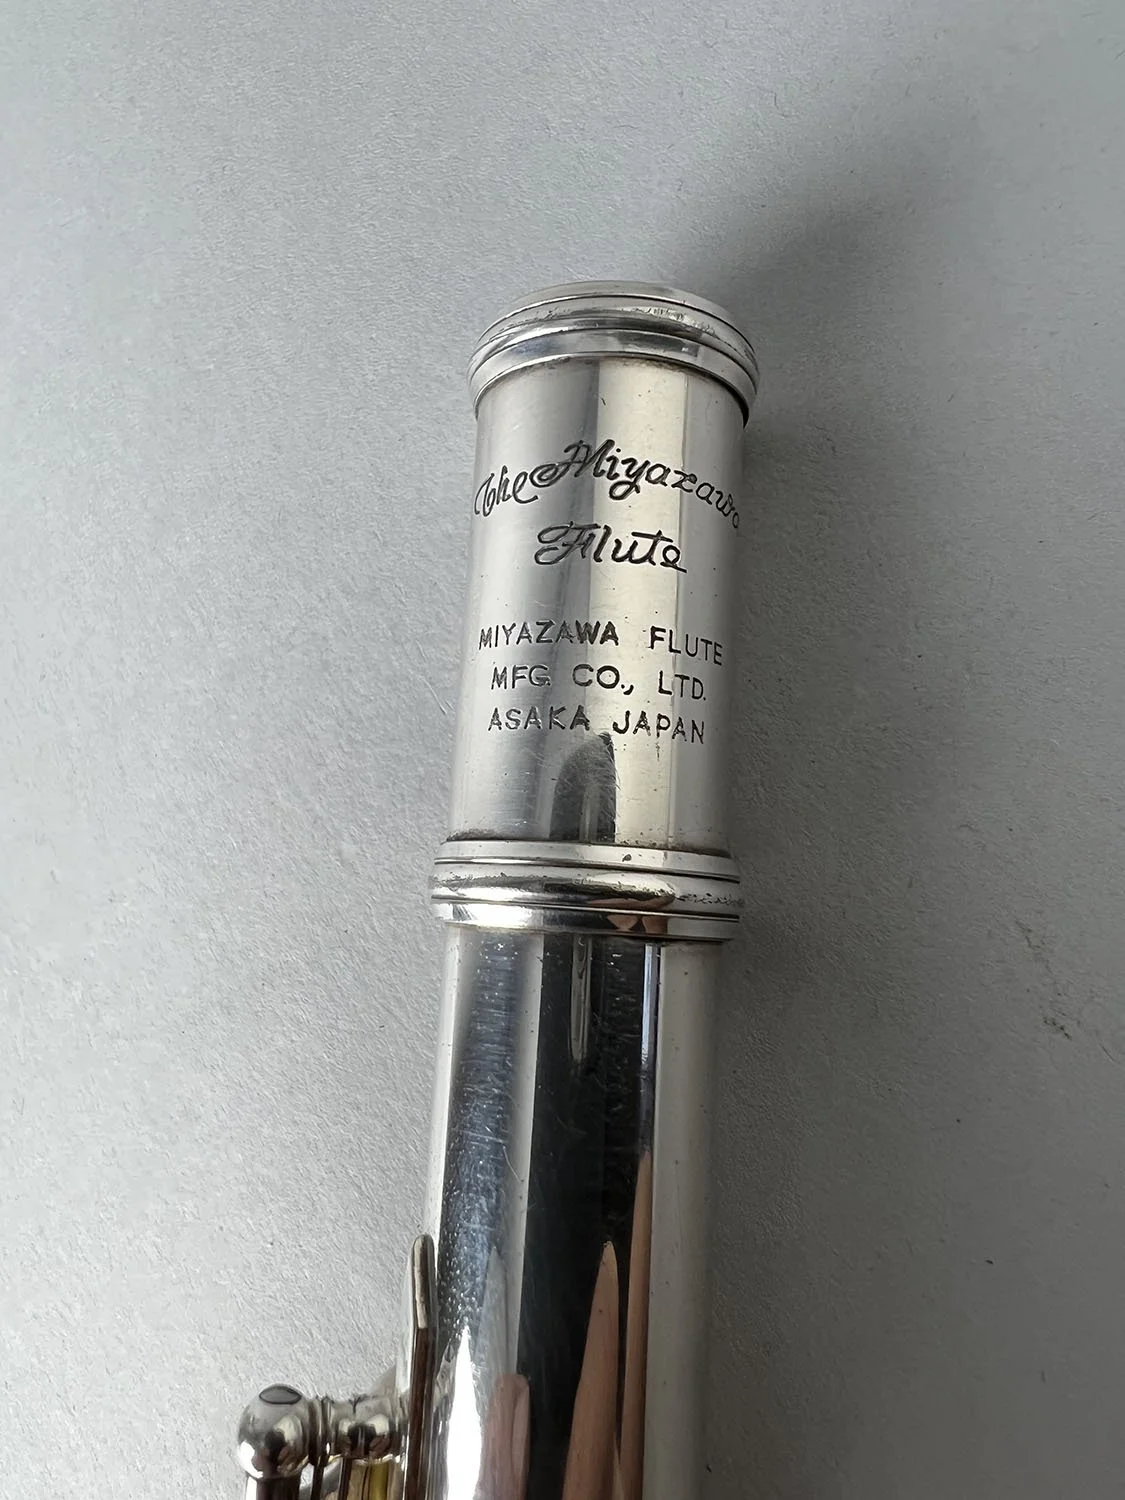 The Miyazawa
Flute
MIYAZAWA FLUTE
MFG. CO., LTD.
ASAKA JAPAN